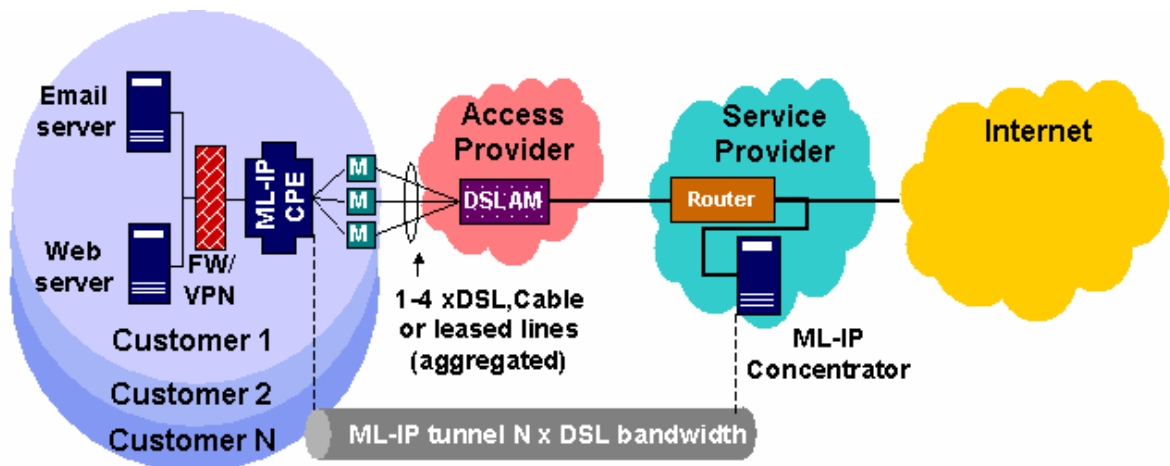 Email
server
Web
server
FW/
VPN
ML-IP
CPE
M
M
M
Customer 1
Customer 2
Customer N
Access
Provider
DSLAM
1-4 xDSL,Cable
or leased lines
(aggregated)
Service
Provider
Router
ML-IP
Concentrator
Internet
ML-IP tunnel N x DSL bandwidth